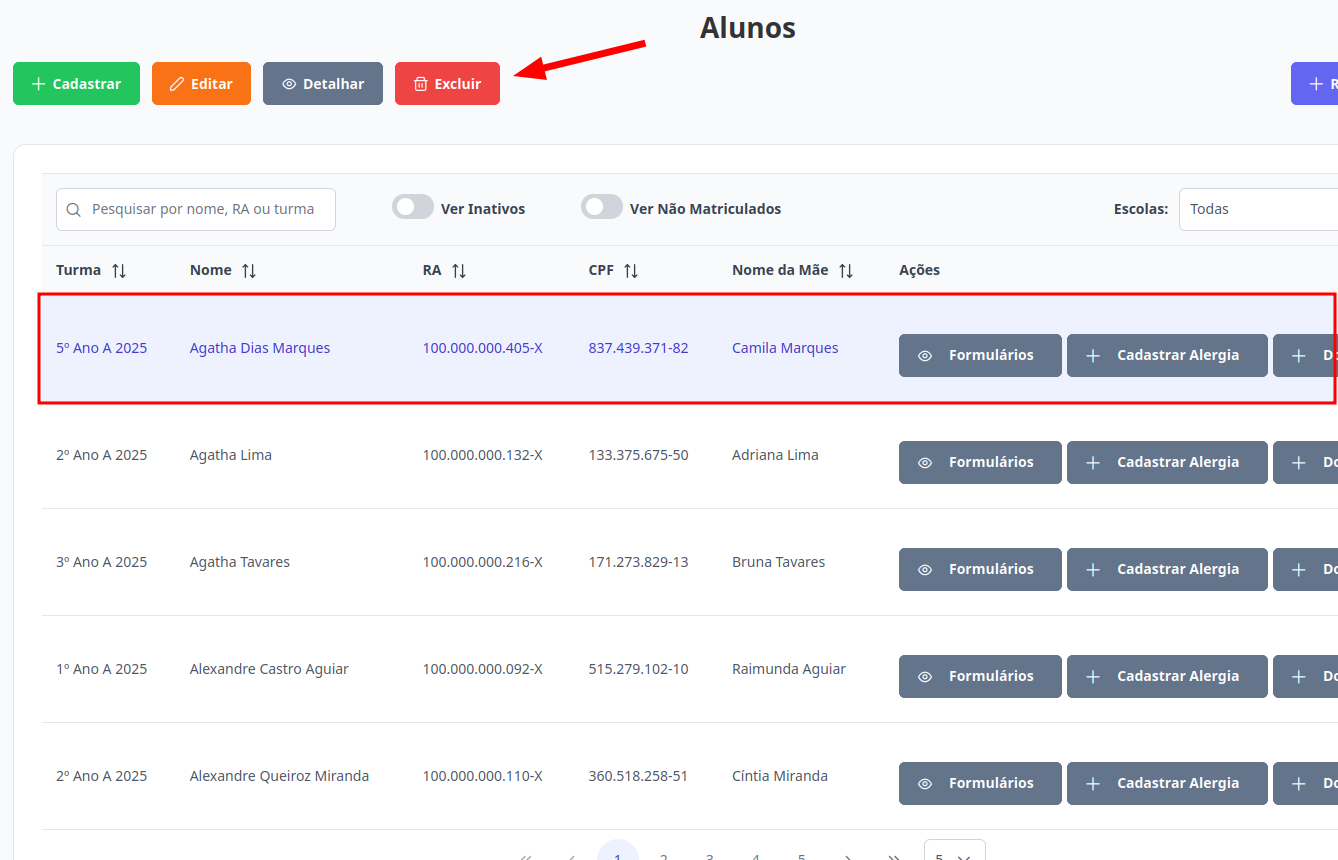 Alunos
Cadastrar Editar Detalhar Excluir R
Pesquisar por nome, RA ou turma Ver Inativos Ver Não Matriculados Escolas: Todas
Turma Nome RA CPF Nome da Mãe Ações
5º Ano A 2025 Agatha Dias Marques 100.000.000.405-X 837.439.371-82 Camila Marques Formulários Cadastrar Alergia D
2º Ano A 2025 Agatha Lima 100.000.000.132-X 133.375.675-50 Adriana Lima Formulários Cadastrar Alergia Do
3º Ano A 2025 Agatha Tavares 100.000.000.216-X 171.273.829-13 Bruna Tavares Formulários Cadastrar Alergia Do
1º Ano A 2025 Alexandre Castro Aguiar 100.000.000.092-X 515.279.102-10 Raimunda Aguiar Formulários Cadastrar Alergia Do
2º Ano A 2025 Alexandre Queiroz Miranda 100.000.000.110-X 360.518.258-51 Cíntia Miranda Formulários Cadastrar Alergia Do
« ‹ 1 2 3 4 5 › » 5